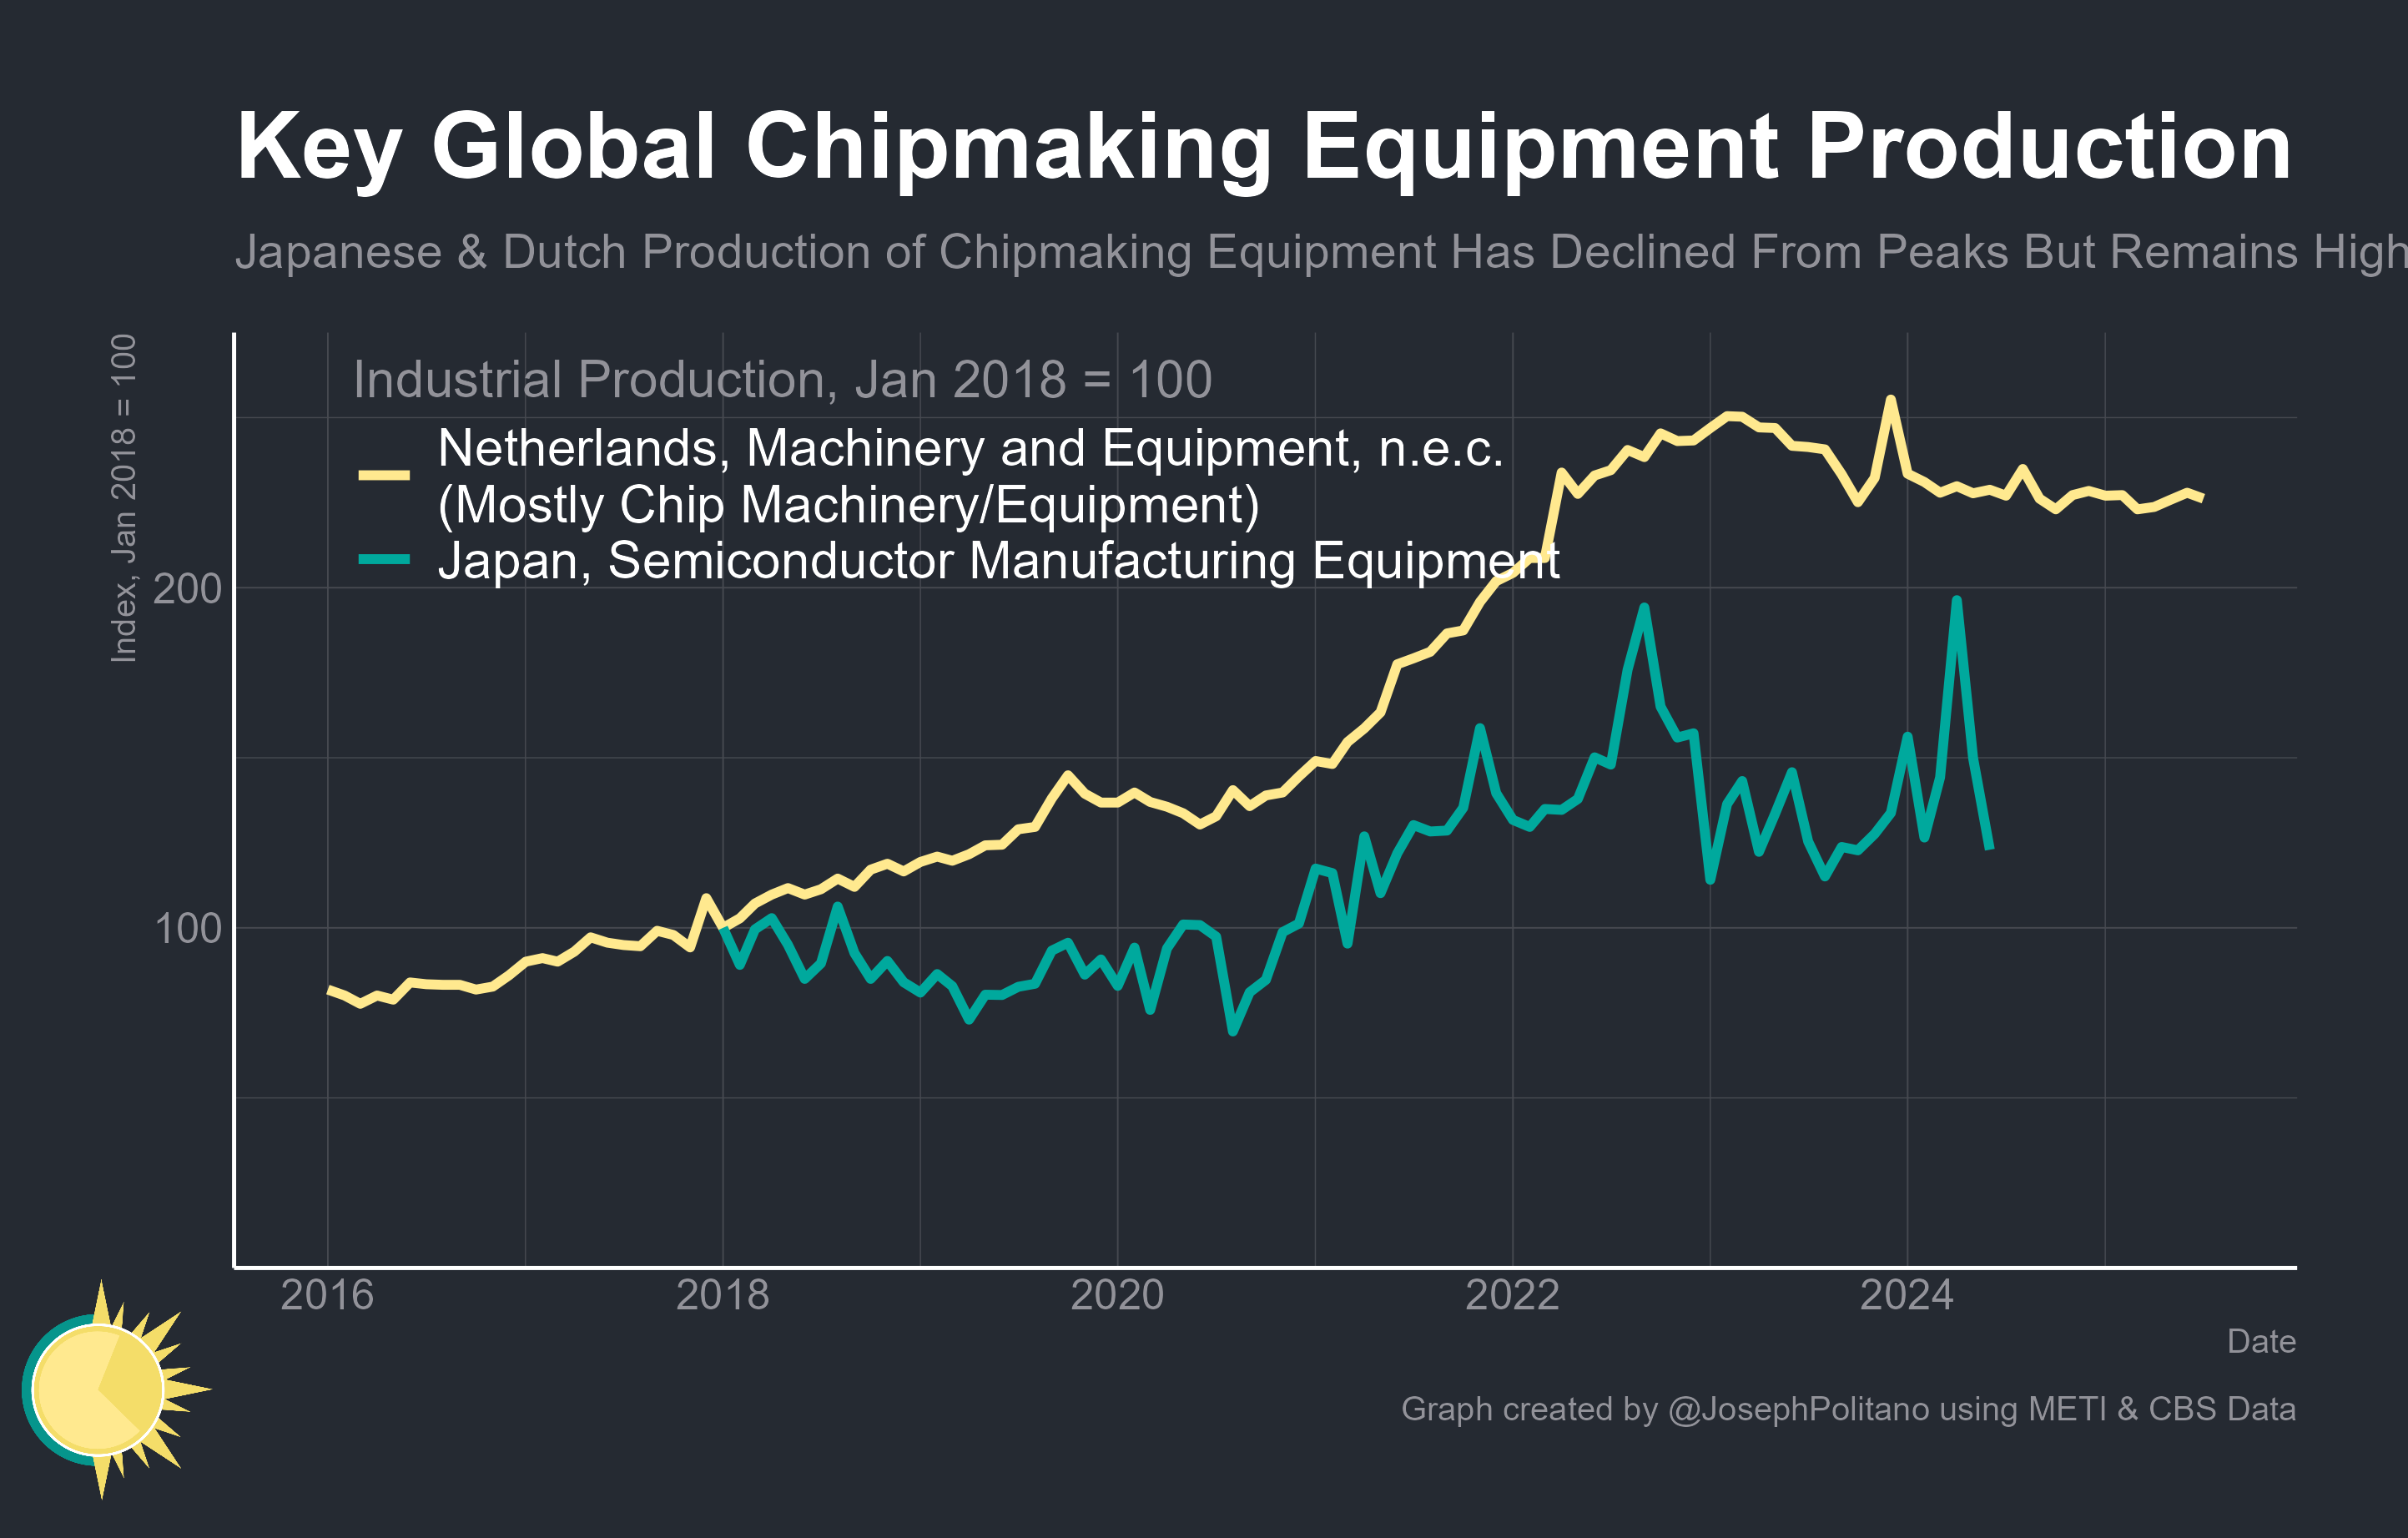 Key Global Chipmaking Equipment Production
Japanese & Dutch Production of Chipmaking Equipment Has Declined From Peaks But Remains High
Index, Jan 2018 = 100
Industrial Production, Jan 2018 = 100
Netherlands, Machinery and Equipment, n.e.c.
(Mostly Chip Machinery/Equipment)
Japan, Semiconductor Manufacturing Equipment
200
100
2016 2018 2020 2022 2024
Date
Graph created by @JosephPolitano using METI & CBS Data